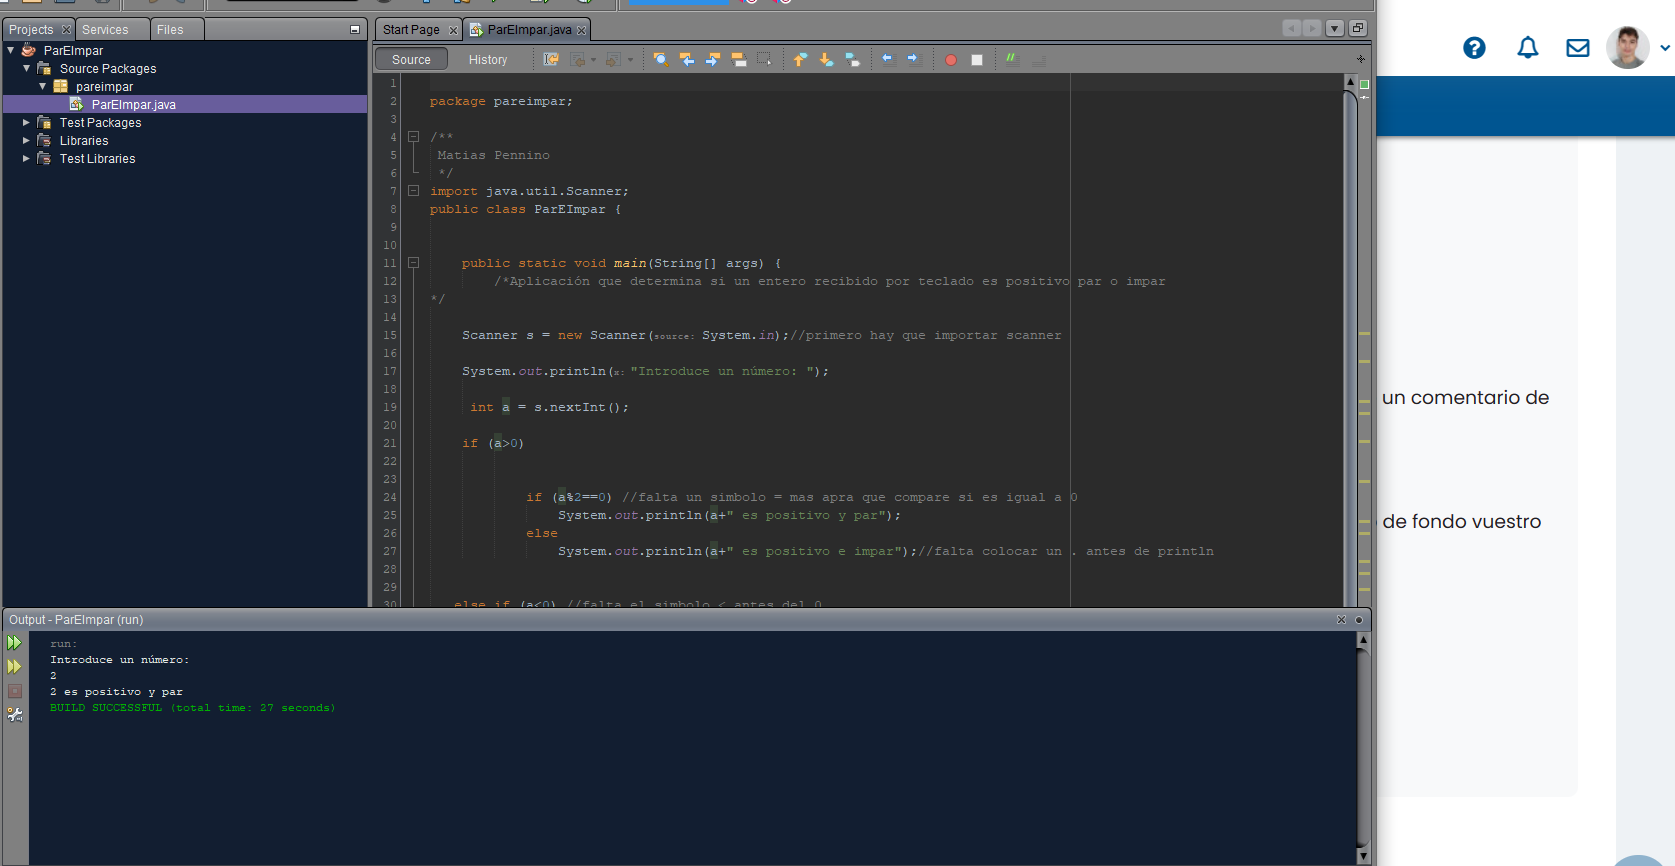 Projects
Services
Files
ParEImpar
Source Packages
pareimpar
ParEImpar.java
Test Packages
Libraries
Test Libraries
Start Page
ParEImpar.java
Source
History
1
2 package pareimpar;
3
4 /**
5 Matias Pennino
6 */
7 import java.util.Scanner;
8 public class ParEImpar {
9
10
11 public static void main(String[] args) {
12 /*Aplicación que determina si un entero recibido por teclado es positivo par o impar
13 */
14
15 Scanner s = new Scanner(source: System.in);//primero hay que importar scanner
16
17 System.out.println(x: "Introduce un número: ");
18
19 int a = s.nextInt();
20
21 if (a>0)
22
23
24 if (a%2==0) //falta un simbolo = mas apra que compare si es igual a 0
25 System.out.println(a+" es positivo y par");
26 else
27 System.out.println(a+" es positivo e impar");//falta colocar un . antes de println
28
29
30 else if (a<0) //falta el simbolo < antes del 0
Output - ParEImpar (run)
run:
Introduce un número:
2
2 es positivo y par
BUILD SUCCESSFUL (total time: 27 seconds)
un comentario de
de fondo vuestro